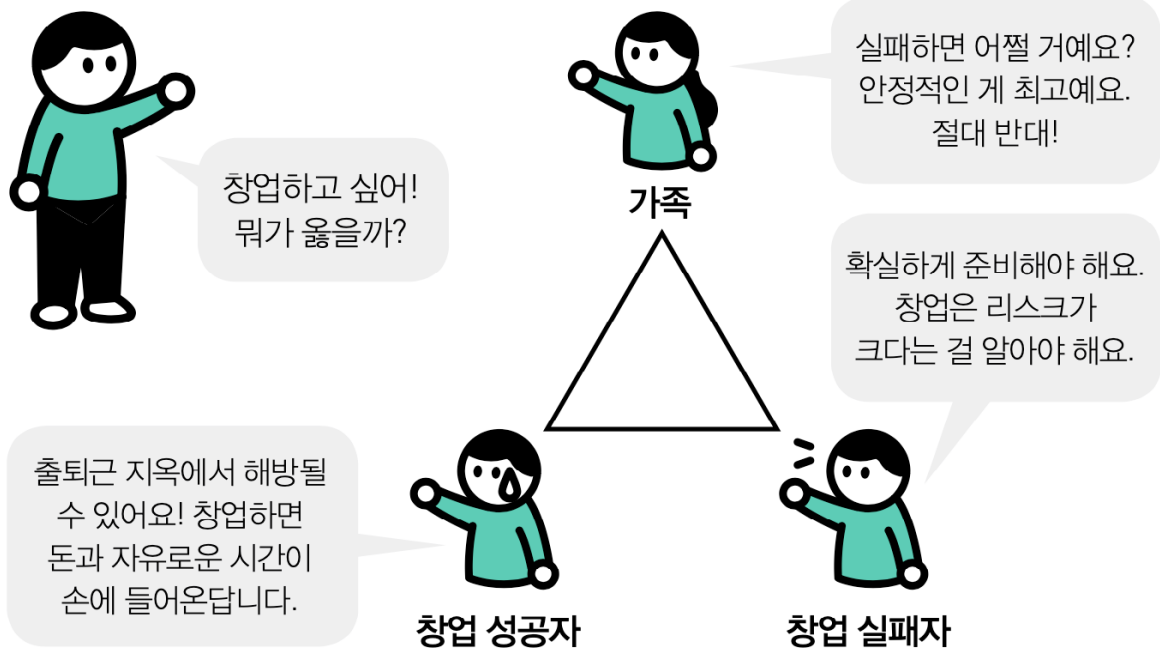 창업하고 싶어!
뭐가 옳을까?
실패하면 어쩔 거예요?
안정적인 게 최고예요.
절대 반대!
가족
확실하게 준비해야 해요.
창업은 리스크가
크다는 걸 알아야 해요.
출퇴근 지옥에서 해방될
수 있어요! 창업하면
돈과 자유로운 시간이
손에 들어온답니다.
창업 성공자
창업 실패자